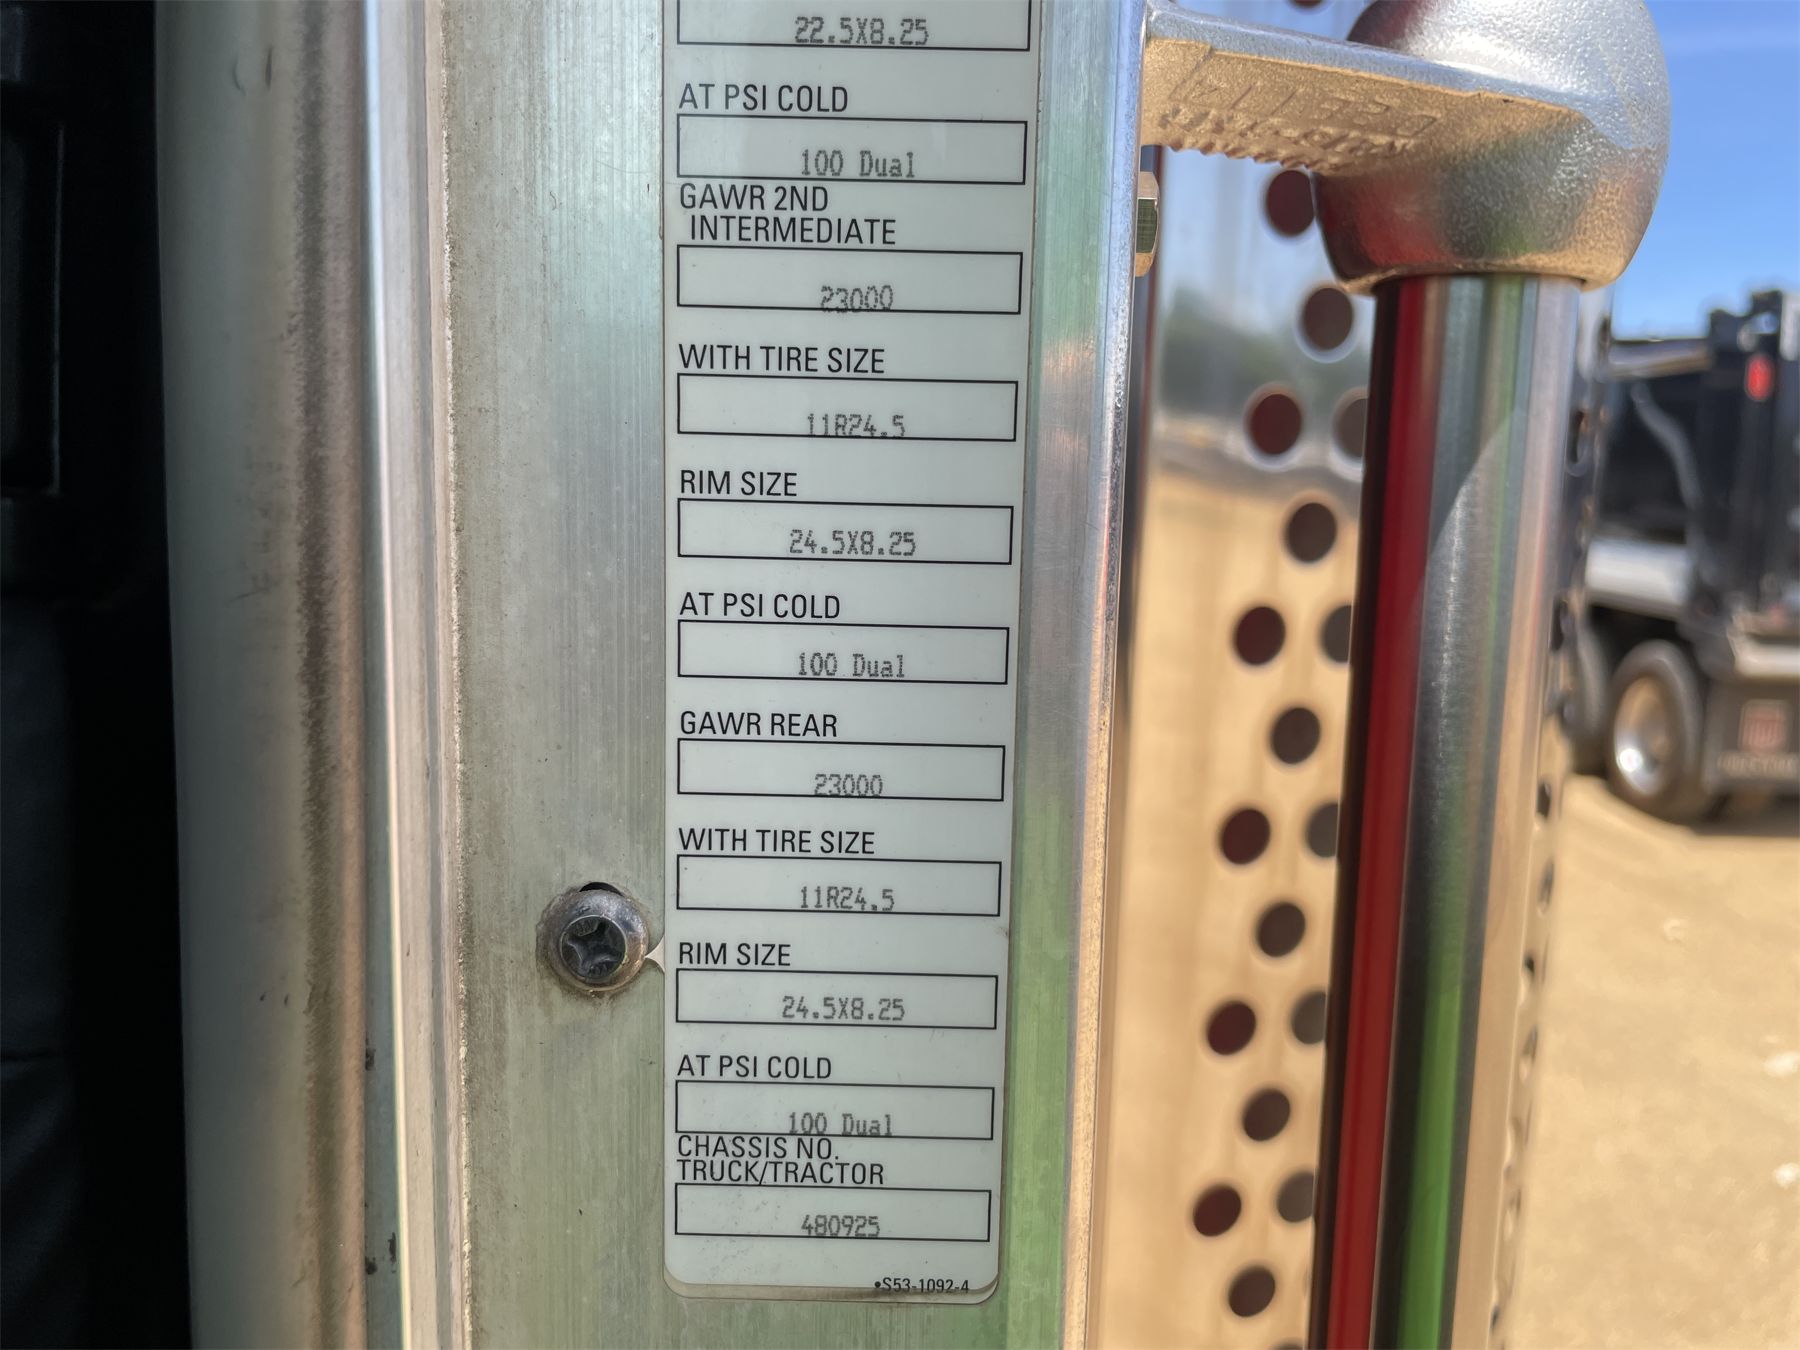 22.5X8.25
AT PSI COLD
100 Dual
GAWR 2ND
INTERMEDIATE
23000
WITH TIRE SIZE
11R24.5
RIM SIZE
24.5X8.25
AT PSI COLD
100 Dual
GAWR REAR
23000
WITH TIRE SIZE
11R24.5
RIM SIZE
24.5X8.25
AT PSI COLD
100 Dual
CHASSIS NO.
TRUCK/TRACTOR
480925
•S53-1092-4